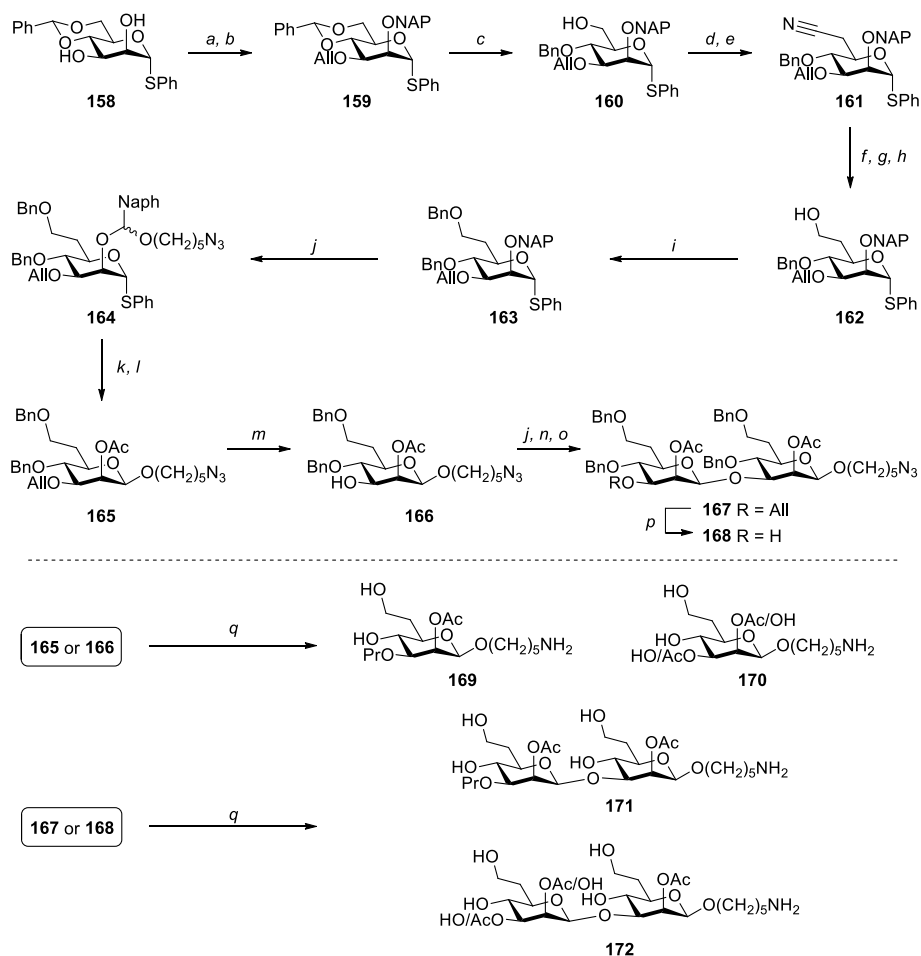 Ph O O OH O HO SPh
158
a, b
Ph O O ONAP O AllO SPh
159
c
HO ONAP BnO O AllO SPh
160
d, e
N ONAP BnO O AllO SPh
161
f, g, h
Naph BnO O O(CH₂)₅N₃ BnO O AllO SPh
164
j
BnO ONAP BnO O AllO SPh
163
i
HO ONAP BnO O AllO SPh
162
k, l
BnO OAc BnO O AllO O(CH₂)₅N₃
165
m
BnO OAc BnO O HO O(CH₂)₅N₃
166
j, n, o
BnO OAc BnO O RO O BnO OAc BnO O O(CH₂)₅N₃
167 R = All
p
168 R = H
165 or 166
q
HO OAc HO O PrO O(CH₂)₅NH₂
169
HO OAc/OH HO O HO/AcO O(CH₂)₅NH₂
170
HO OAc HO O PrO O HO OAc HO O O(CH₂)₅NH₂
171
167 or 168
q
HO OAc/OH HO O HO/AcO O HO OAc HO O O(CH₂)₅NH₂
172